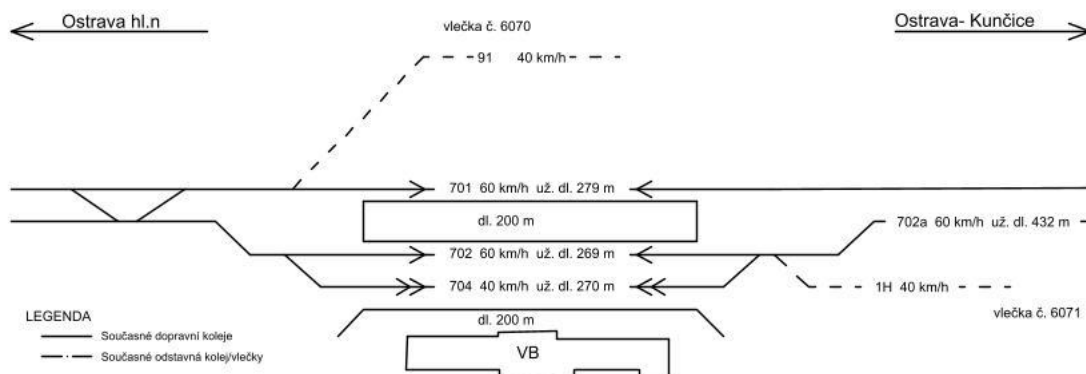 Ostrava hl.n
Ostrava- Kunčice
vlečka č. 6070
91 40 km/h
701 60 km/h už. dl. 279 m
dl. 200 m
702a 60 km/h už. dl. 432 m
702 60 km/h už. dl. 269 m
704 40 km/h už. dl. 270 m
1H 40 km/h
vlečka č. 6071
dl. 200 m
VB
LEGENDA
Současné dopravní koleje
Současné odstavná kolej/vlečky